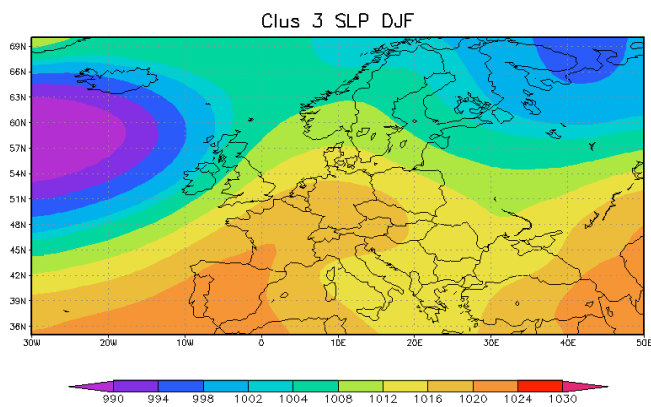 Clus 3 SLP DJF
69N
66N
63N
60N
57N
54N
51N
48N
45N
42N
39N
36N
30W 20W 10W 0 10E 20E 30E 40E 50E
990 994 998 1002 1004 1008 1012 1016 1020 1024 1030